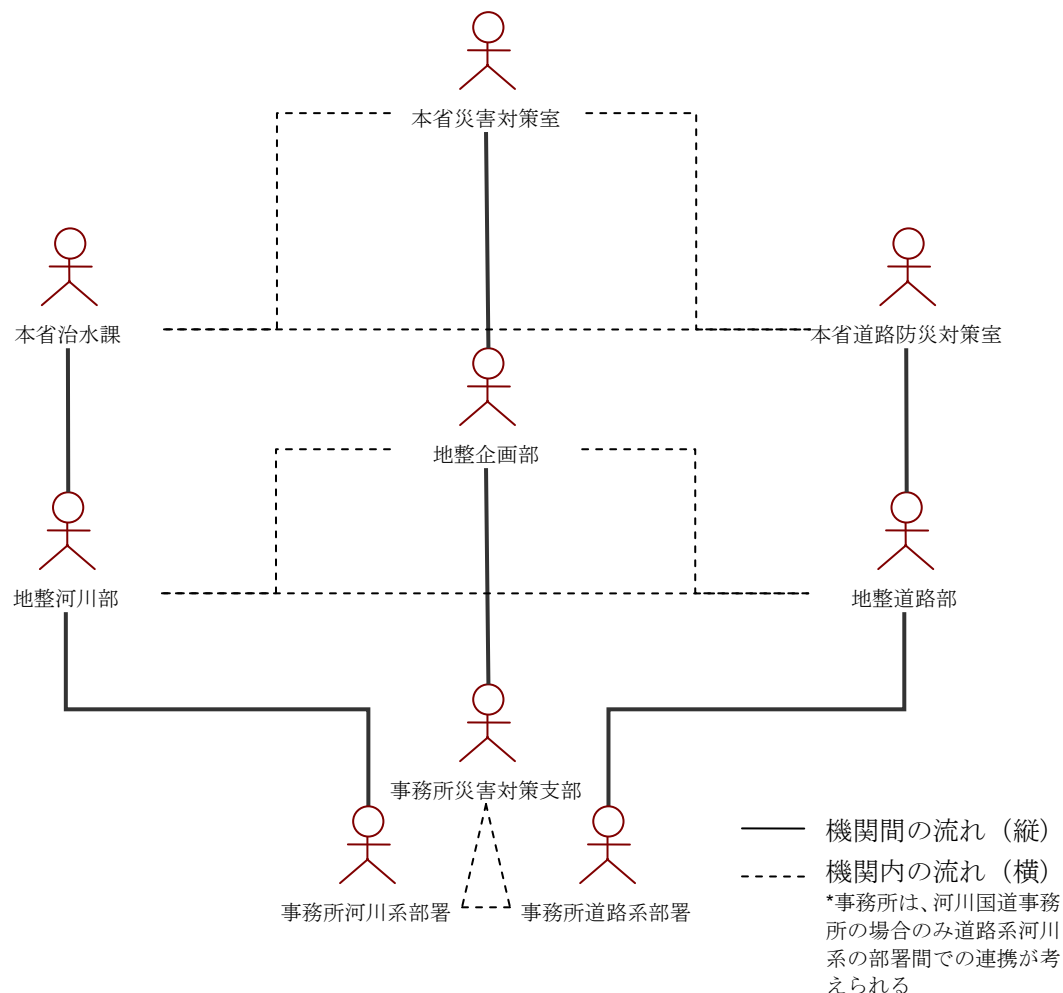 本省災害対策室
本省治水課
本省道路防災対策室
地整企画部
地整河川部
地整道路部
事務所災害対策支部
事務所河川系部署
事務所道路系部署
機関間の流れ（縦）
機関内の流れ（横）
*事務所は、河川国道事務
所の場合のみ道路系河川
系の部署間での連携が考
えられる